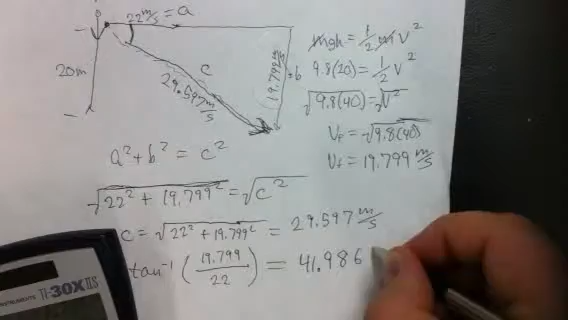 22 m/s = a
20m
c
29.597 m/s
19.792 m/s = b
mgh = 1/2 m v²
9.8(20) = 1/2 v²
√9.8(40) = √v²
Vf = √9.8(40)
Vf = 19.799 m/s
a² + b² = c²
√22² + 19.799² = √c²
c = √22² + 19.799² = 29.597 m/s
tan⁻¹ (19.799/22) = 41.986
TI-30X IIS